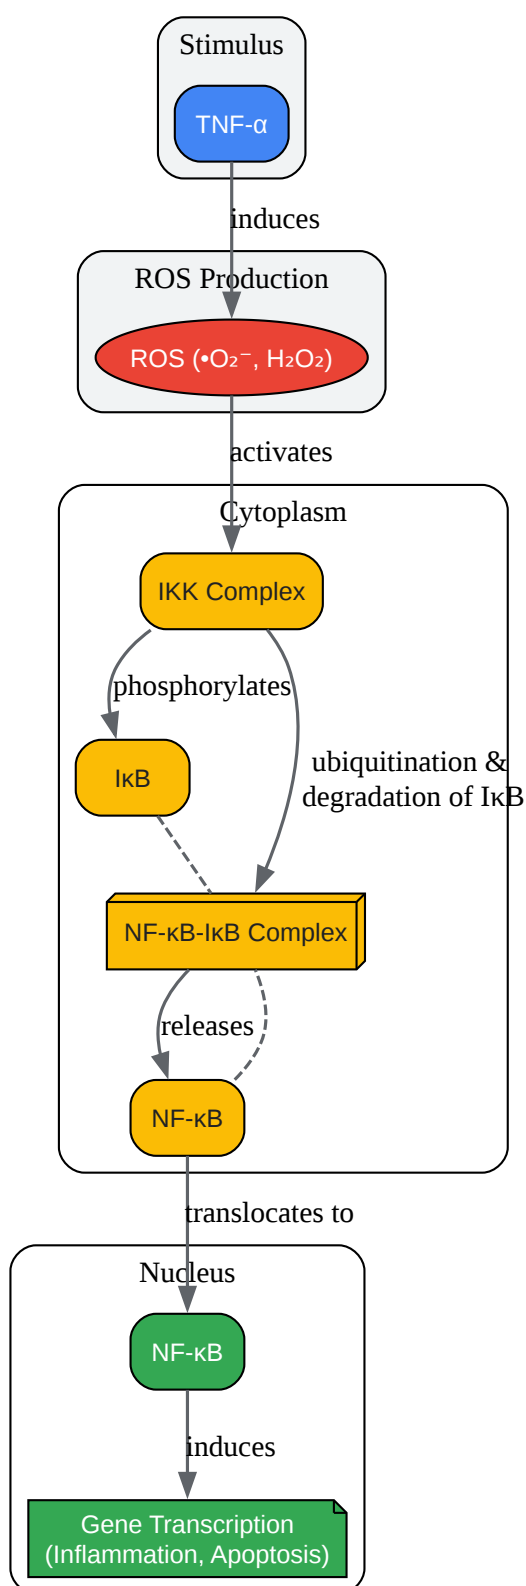 Stimulus
TNF-α
induces
ROS Production
ROS (•O₂⁻, H₂O₂)
activates
Cytoplasm
IKK Complex
phosphorylates
ubiquitination &
degradation of IκB
IκB
NF-κB-IκB Complex
releases
NF-κB
translocates to
Nucleus
NF-κB
induces
Gene Transcription
(Inflammation, Apoptosis)